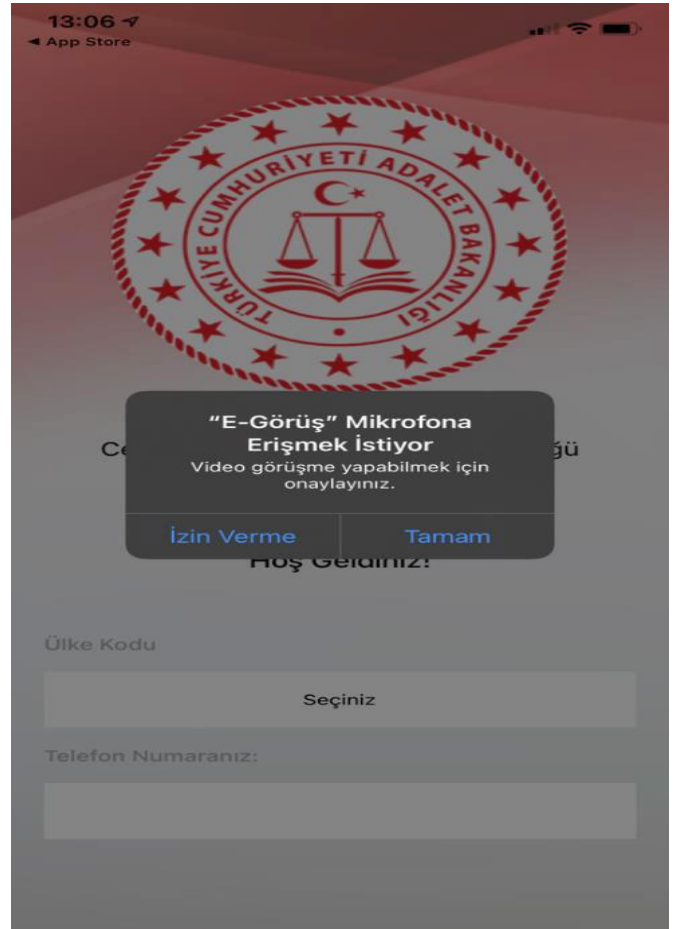 13:06
App Store
TÜRKİYE CUMHURİYETİ ADALET BAKANLIĞI
"E-Görüş" Mikrofona
Erişmek İstiyor
Video görüşme yapabilmek için
onaylayınız.
İzin Verme
Tamam
Hoş Geldiniz!
Ülke Kodu
Seçiniz
Telefon Numaranız: